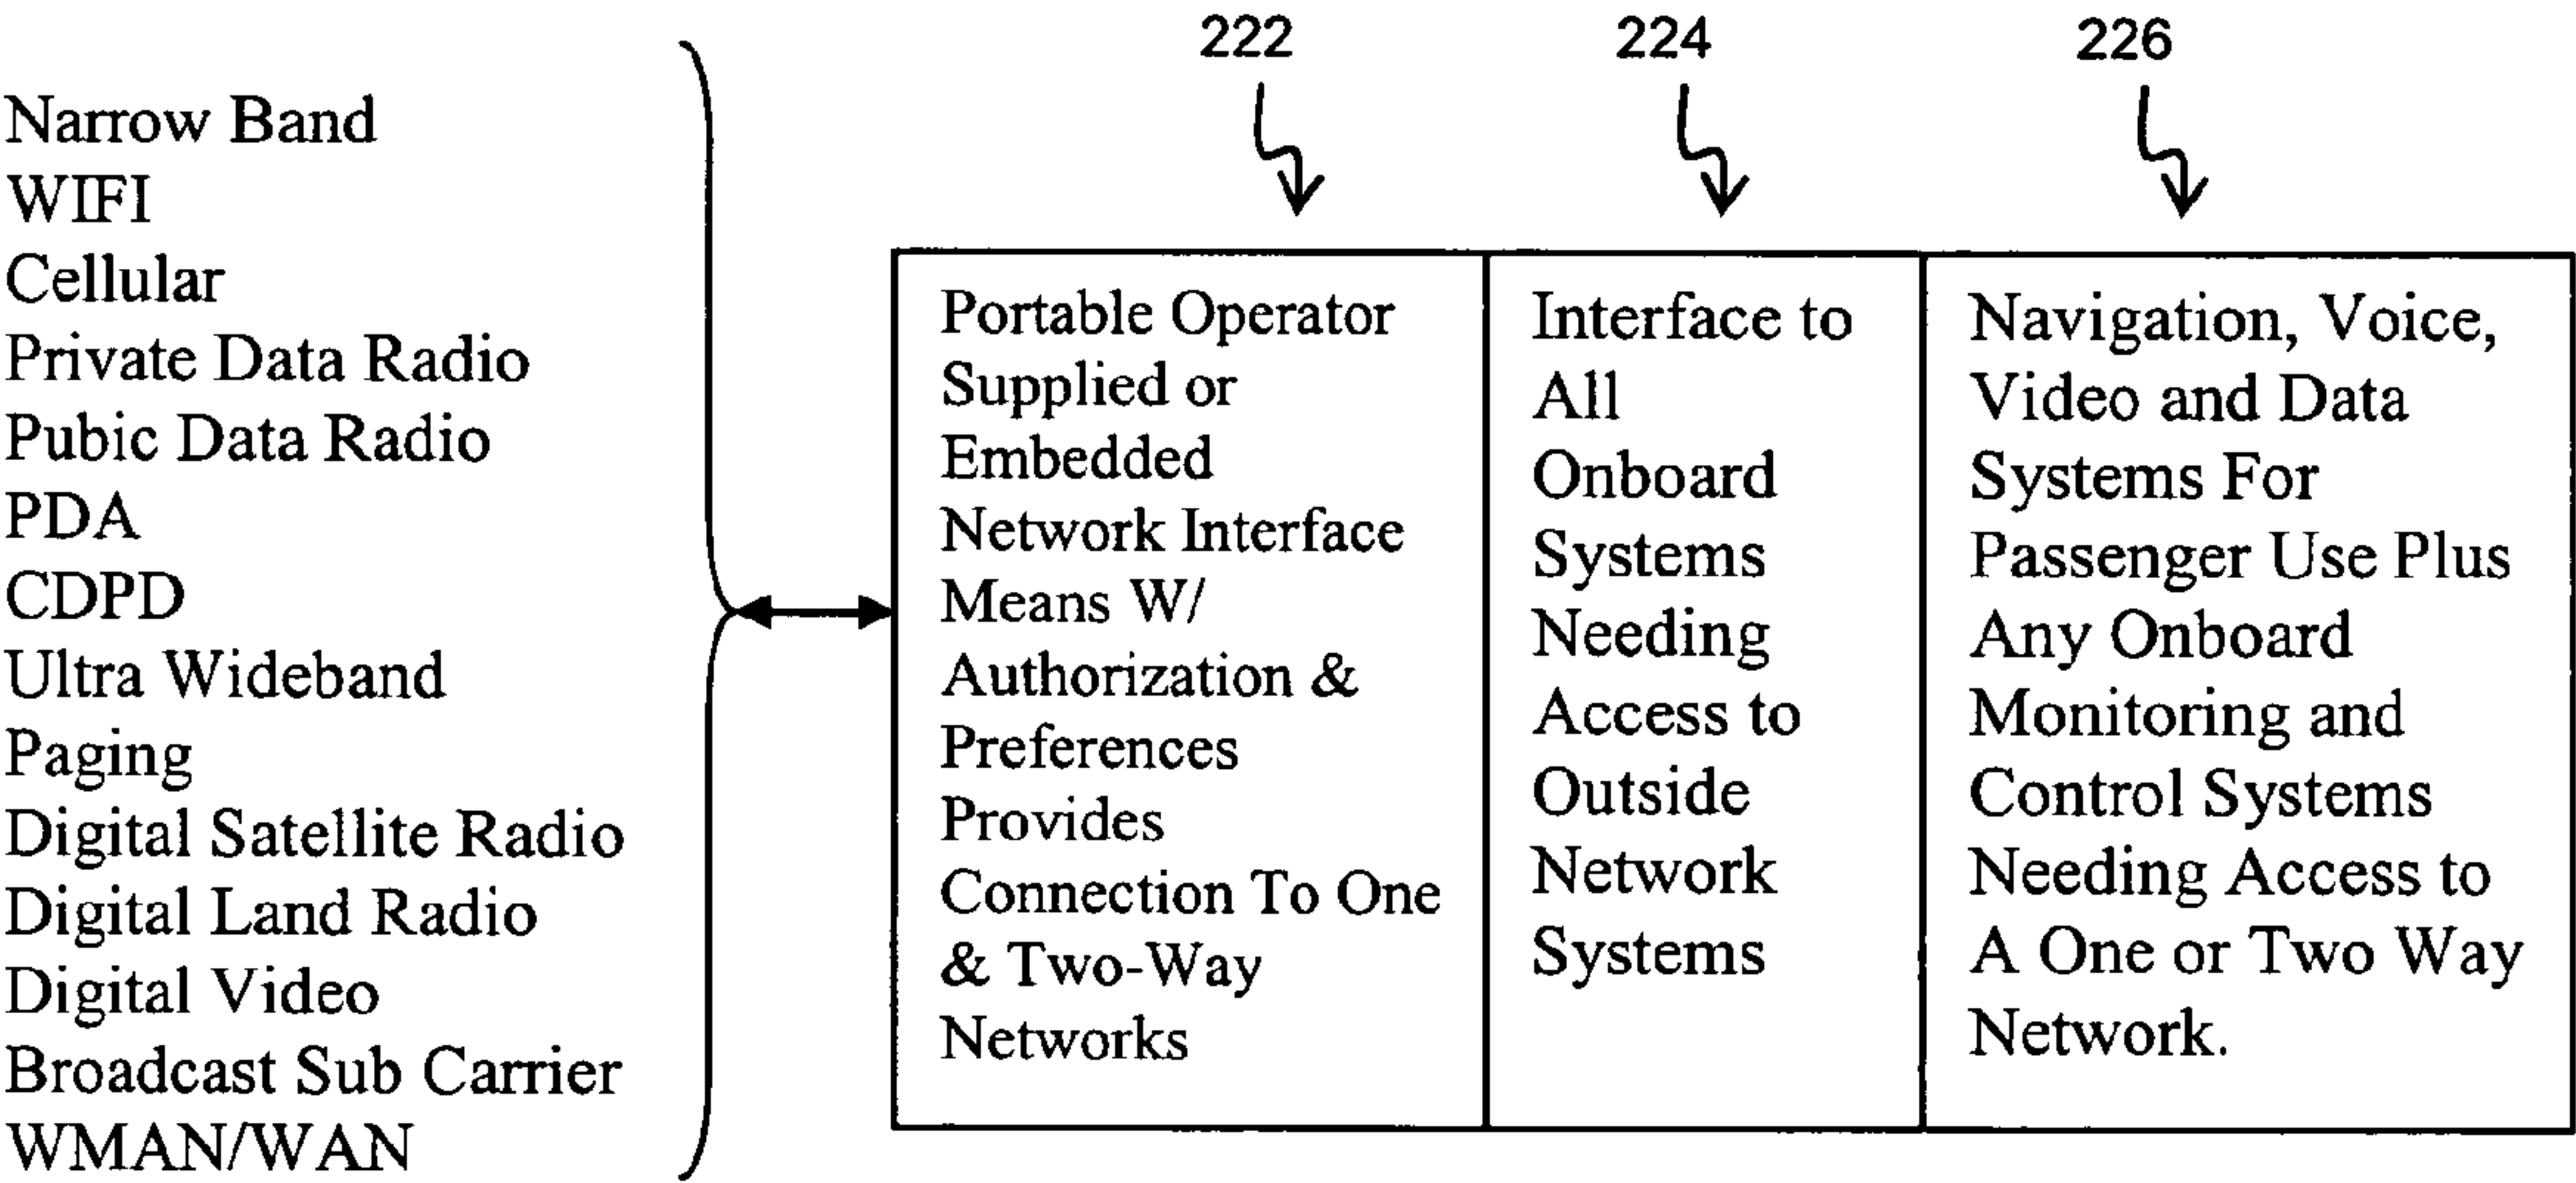 222
224
226
Narrow Band
WIFI
Cellular
Private Data Radio
Pubic Data Radio
PDA
CDPD
Ultra Wideband
Paging
Digital Satellite Radio
Digital Land Radio
Digital Video
Broadcast Sub Carrier
WMAN/WAN
Portable Operator
Supplied or
Embedded
Network Interface
Means W/
Authorization &
Preferences
Provides
Connection To One
& Two-Way
Networks
Interface to
All
Onboard
Systems
Needing
Access to
Outside
Network
Systems
Navigation, Voice,
Video and Data
Systems For
Passenger Use Plus
Any Onboard
Monitoring and
Control Systems
Needing Access to
A One or Two Way
Network.